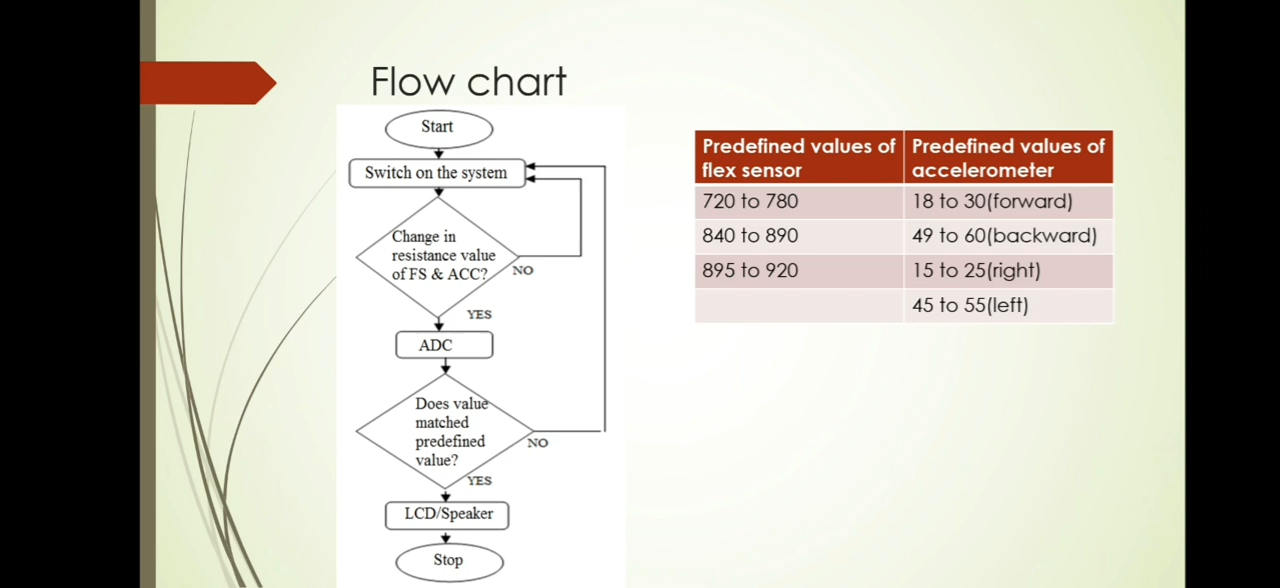 Flow chart
Start
Switch on the system
Change in
resistance value
of FS & ACC?
NO
YES
ADC
Does value
matched
predefined
value?
NO
YES
LCD/Speaker
Stop
Predefined values of
flex sensor
Predefined values of
accelerometer
720 to 780
18 to 30(forward)
840 to 890
49 to 60(backward)
895 to 920
15 to 25(right)
45 to 55(left)